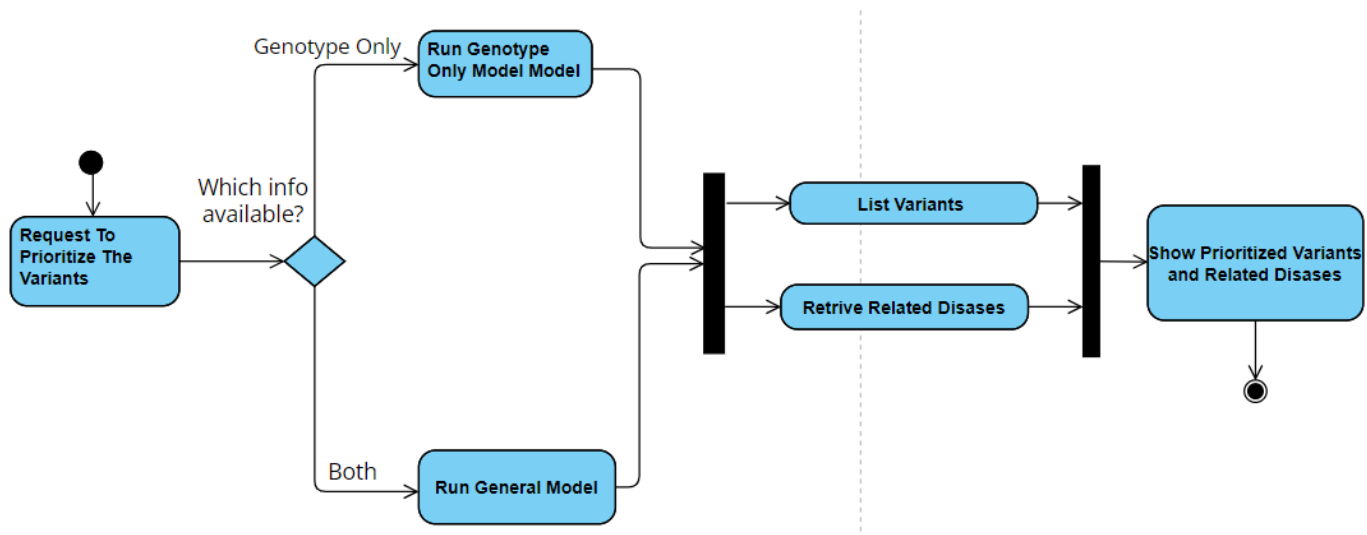 Genotype Only
Run Genotype
Only Model Model
Which info
available?
Request To
Prioritize The
Variants
List Variants
Retrive Related Disases
Show Prioritized Variants
and Related Disases
Both
Run General Model